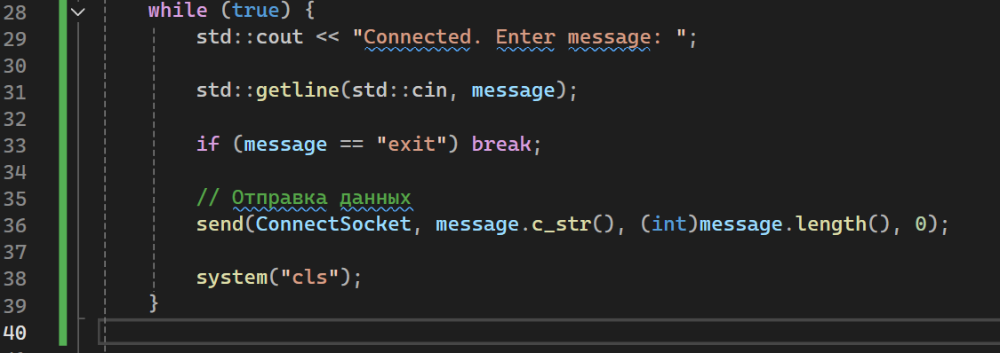 28 while (true) {
29 std::cout << "Connected. Enter message: ";
30
31 std::getline(std::cin, message);
32
33 if (message == "exit") break;
34
35 // Отправка данных
36 send(ConnectSocket, message.c_str(), (int)message.length(), 0);
37
38 system("cls");
39 }
40